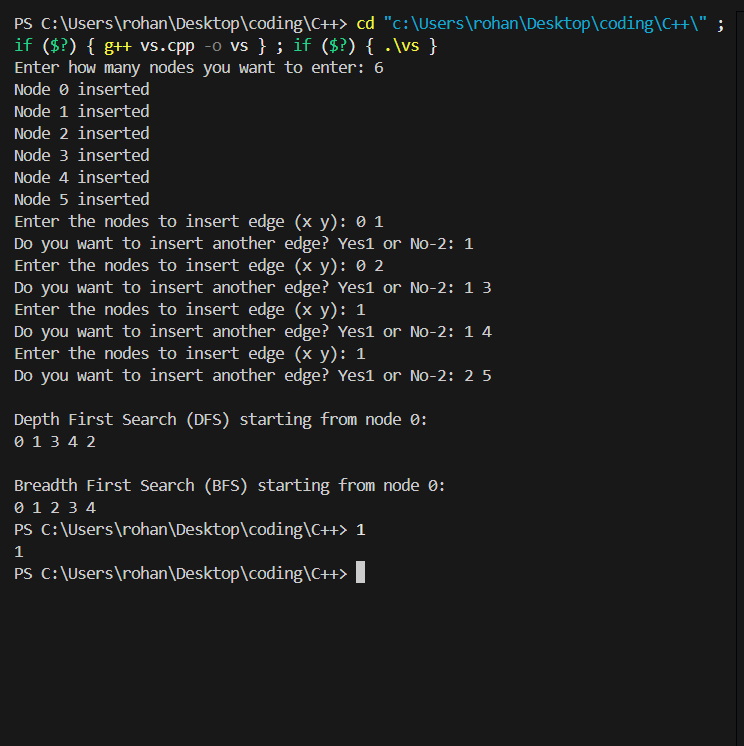 PS C:\Users\rohan\Desktop\coding\C++> cd "c:\Users\rohan\Desktop\coding\C++\" ;
if ($?) { g++ vs.cpp -o vs } ; if ($?) { .\vs }
Enter how many nodes you want to enter: 6
Node 0 inserted
Node 1 inserted
Node 2 inserted
Node 3 inserted
Node 4 inserted
Node 5 inserted
Enter the nodes to insert edge (x y): 0 1
Do you want to insert another edge? Yes1 or No-2: 1
Enter the nodes to insert edge (x y): 0 2
Do you want to insert another edge? Yes1 or No-2: 1 3
Enter the nodes to insert edge (x y): 1
Do you want to insert another edge? Yes1 or No-2: 1 4
Enter the nodes to insert edge (x y): 1
Do you want to insert another edge? Yes1 or No-2: 2 5
Depth First Search (DFS) starting from node 0:
0 1 3 4 2
Breadth First Search (BFS) starting from node 0:
0 1 2 3 4
PS C:\Users\rohan\Desktop\coding\C++> 1
1
PS C:\Users\rohan\Desktop\coding\C++>